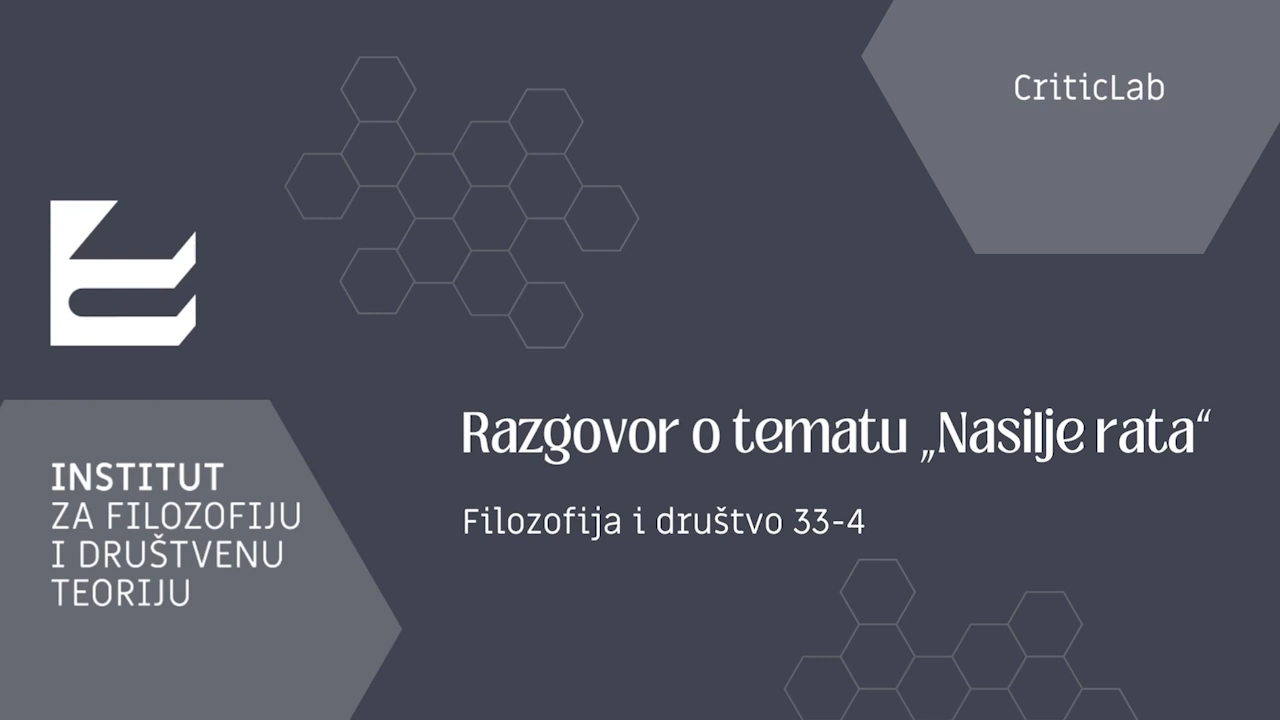 CriticLab
INSTITUT
ZA FILOZOFIJU
I DRUŠTVENU
TEORIJU
Razgovor o tematu „Nasilje rata“
Filozofija i društvo 33-4